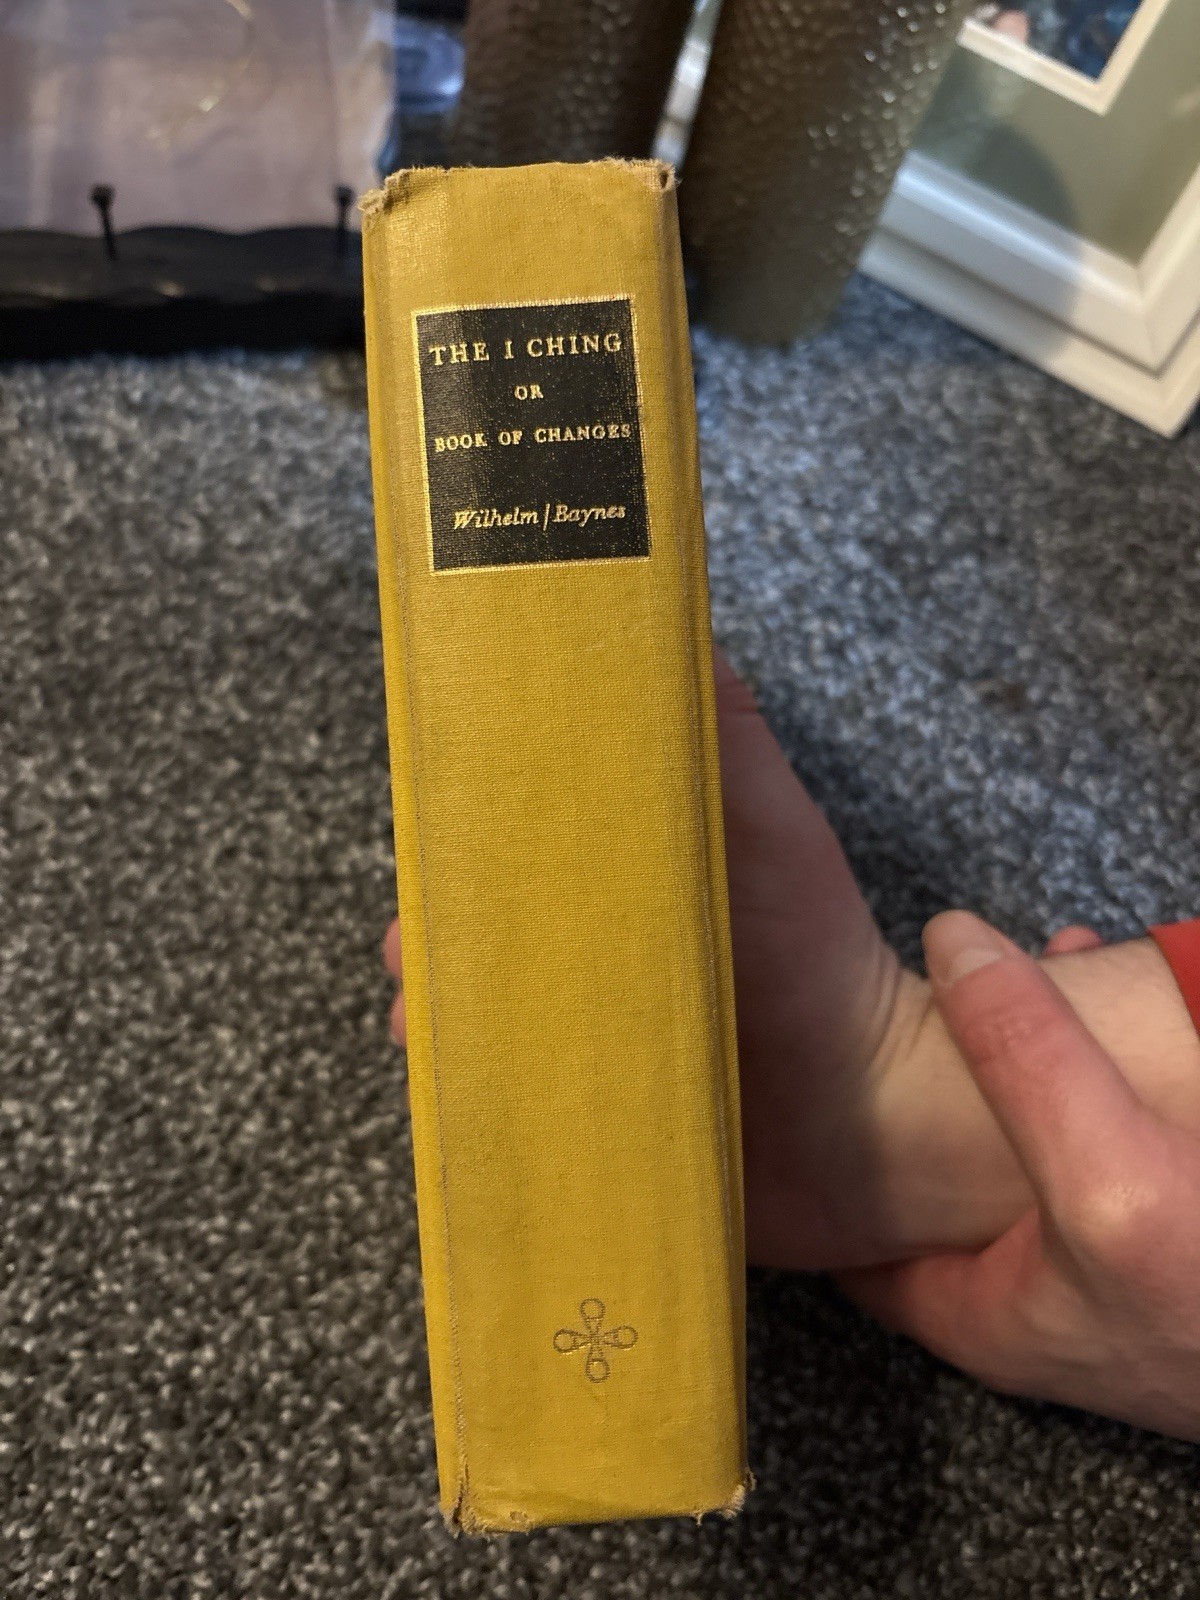 THE I CHING
OR
BOOK OF CHANGES
Wilhelm/Baynes